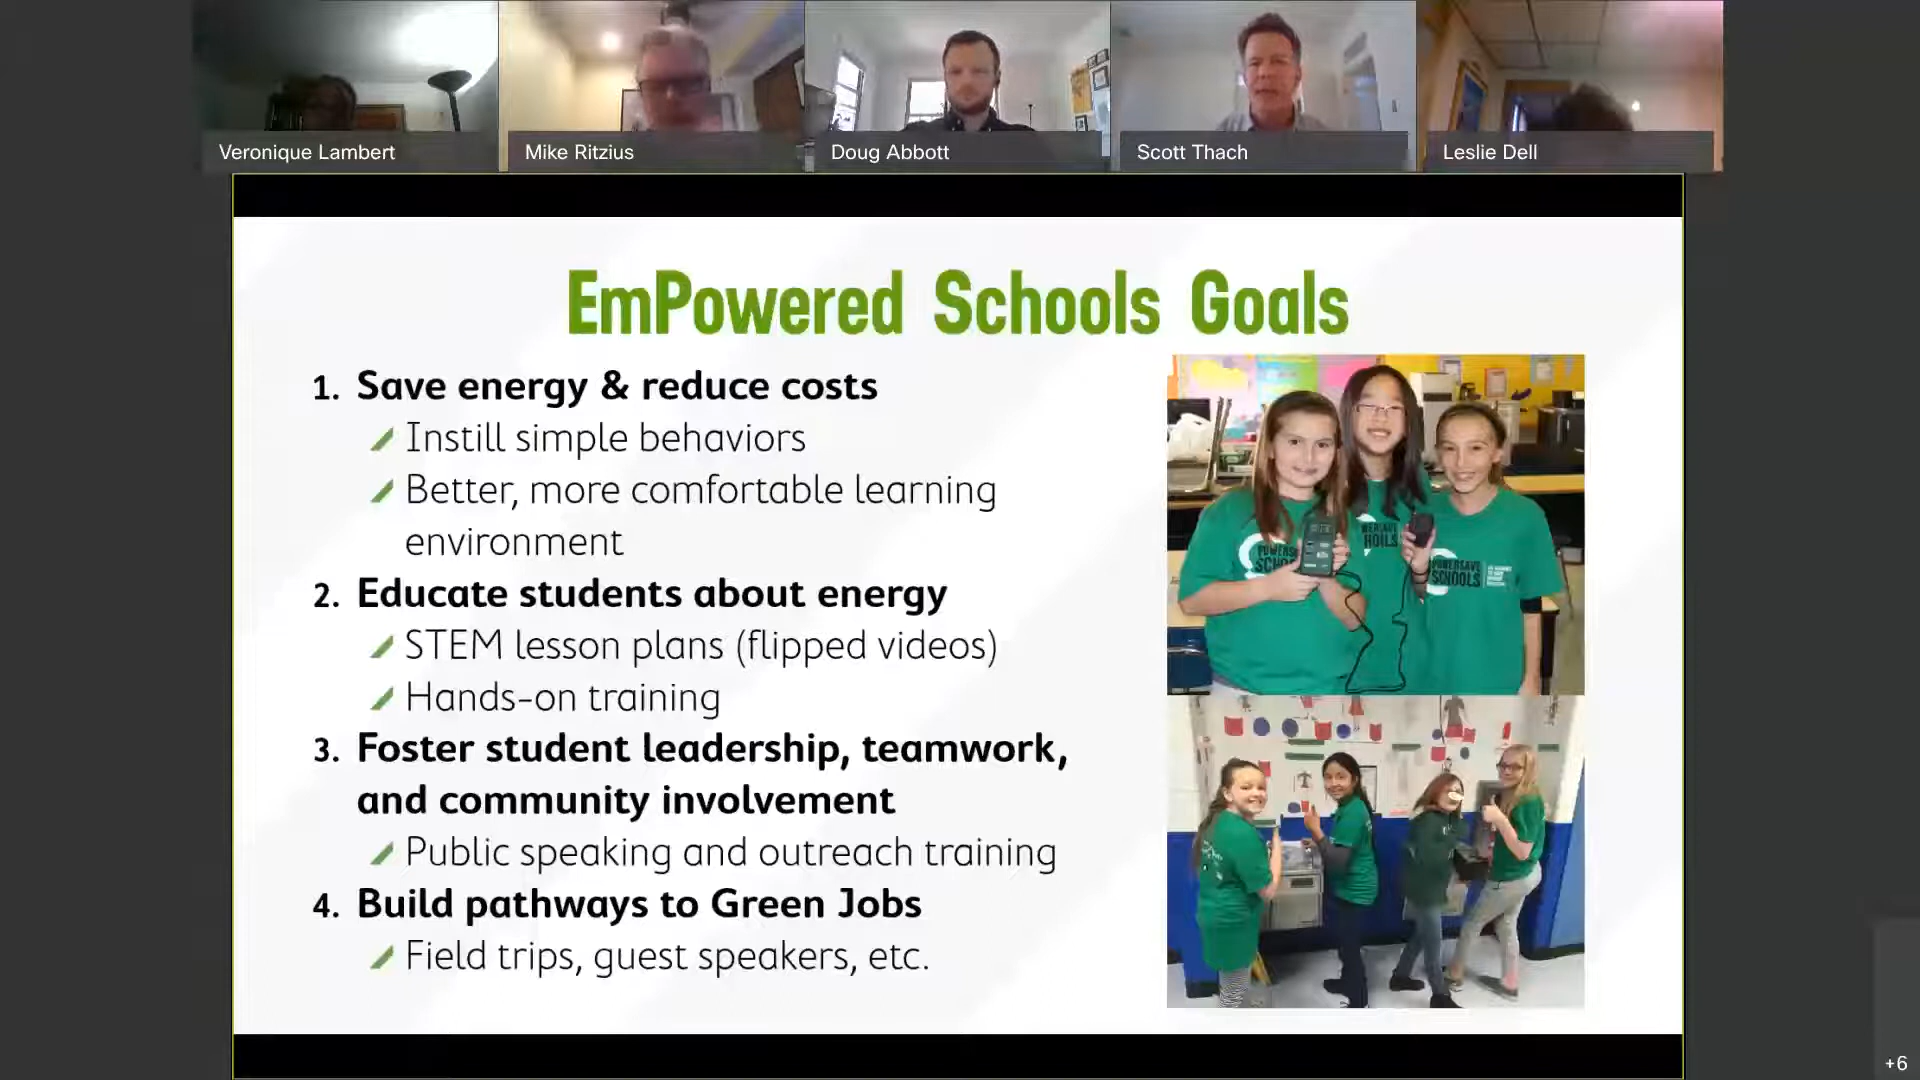 Veronique Lambert
Mike Ritzius
Doug Abbott
Scott Thach
Leslie Dell
EmPowered Schools Goals
1. Save energy & reduce costs
Instill simple behaviors
Better, more comfortable learning
environment
2. Educate students about energy
STEM lesson plans (flipped videos)
Hands-on training
3. Foster student leadership, teamwork,
and community involvement
Public speaking and outreach training
4. Build pathways to Green Jobs
Field trips, guest speakers, etc.
POWERSAVE
SCHOOLS
+6